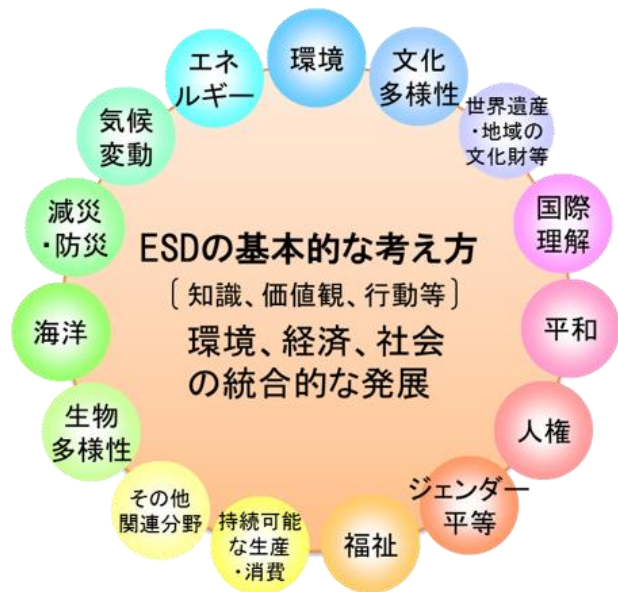 環境
文化
多様性
世界遺産
・地域の
文化財等
国際
理解
平和
人権
ジェンダー
平等
福祉
持続可能
な生産
・消費
その他
関連分野
生物
多様性
海洋
減災
・防災
気候
変動
エネ
ルギー
ESDの基本的な考え方
〔知識、価値観、行動等〕
環境、経済、社会
の統合的な発展